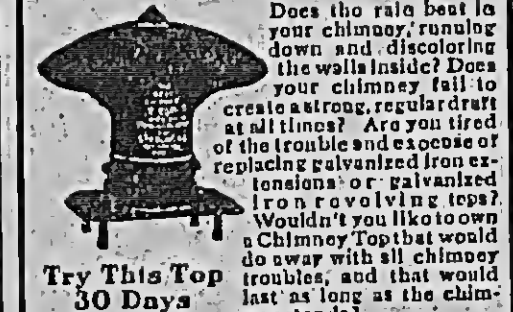 Does the rain beat in
your chimney, running
down and discoloring
the walls inside? Does
your chimney fail to
create a strong, regular draft
at all times? Are you tired
of the trouble and expense of
replacing galvanized iron ex-
tensions or galvanized
iron revolving tops?
Wouldn't you like to own
a Chimney Top that would
do away with all chimney
troubles, and that would
last as long as the chim-
Try This Top
30 Days